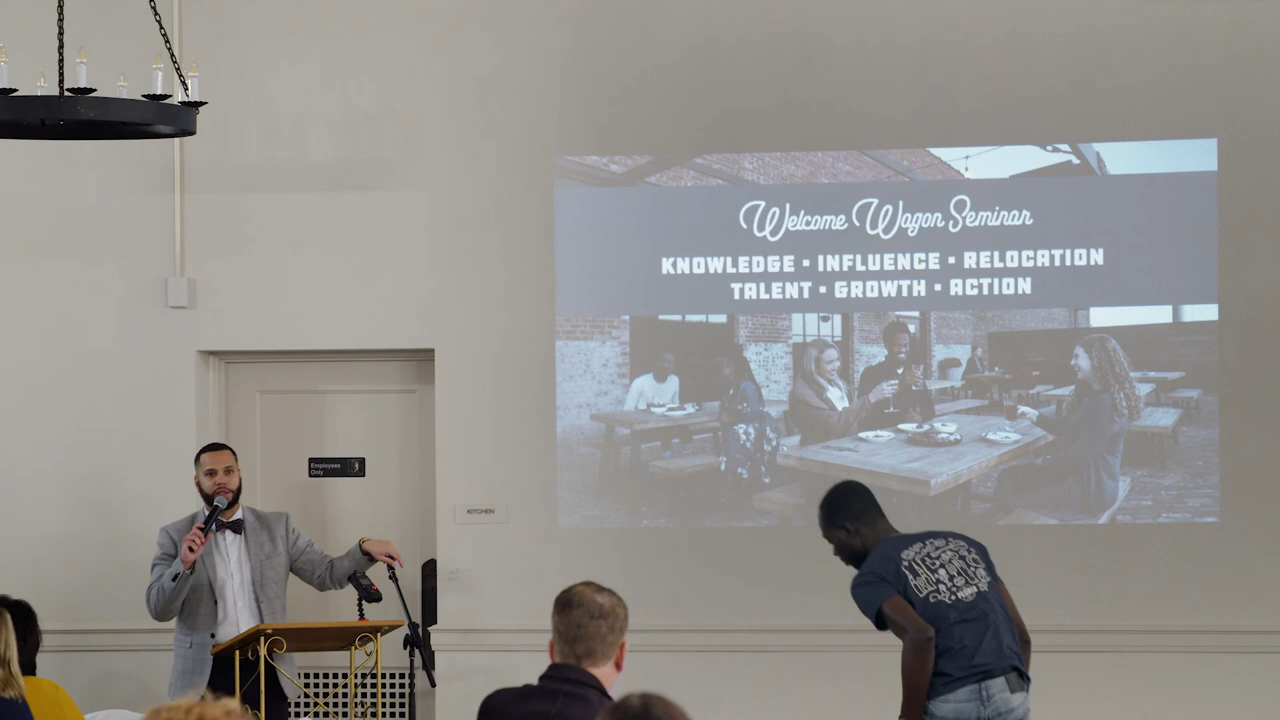 Welcome Wagon Seminar
KNOWLEDGE · INFLUENCE · RELOCATION
TALENT · GROWTH · ACTION
Employees
Only
KITCHEN